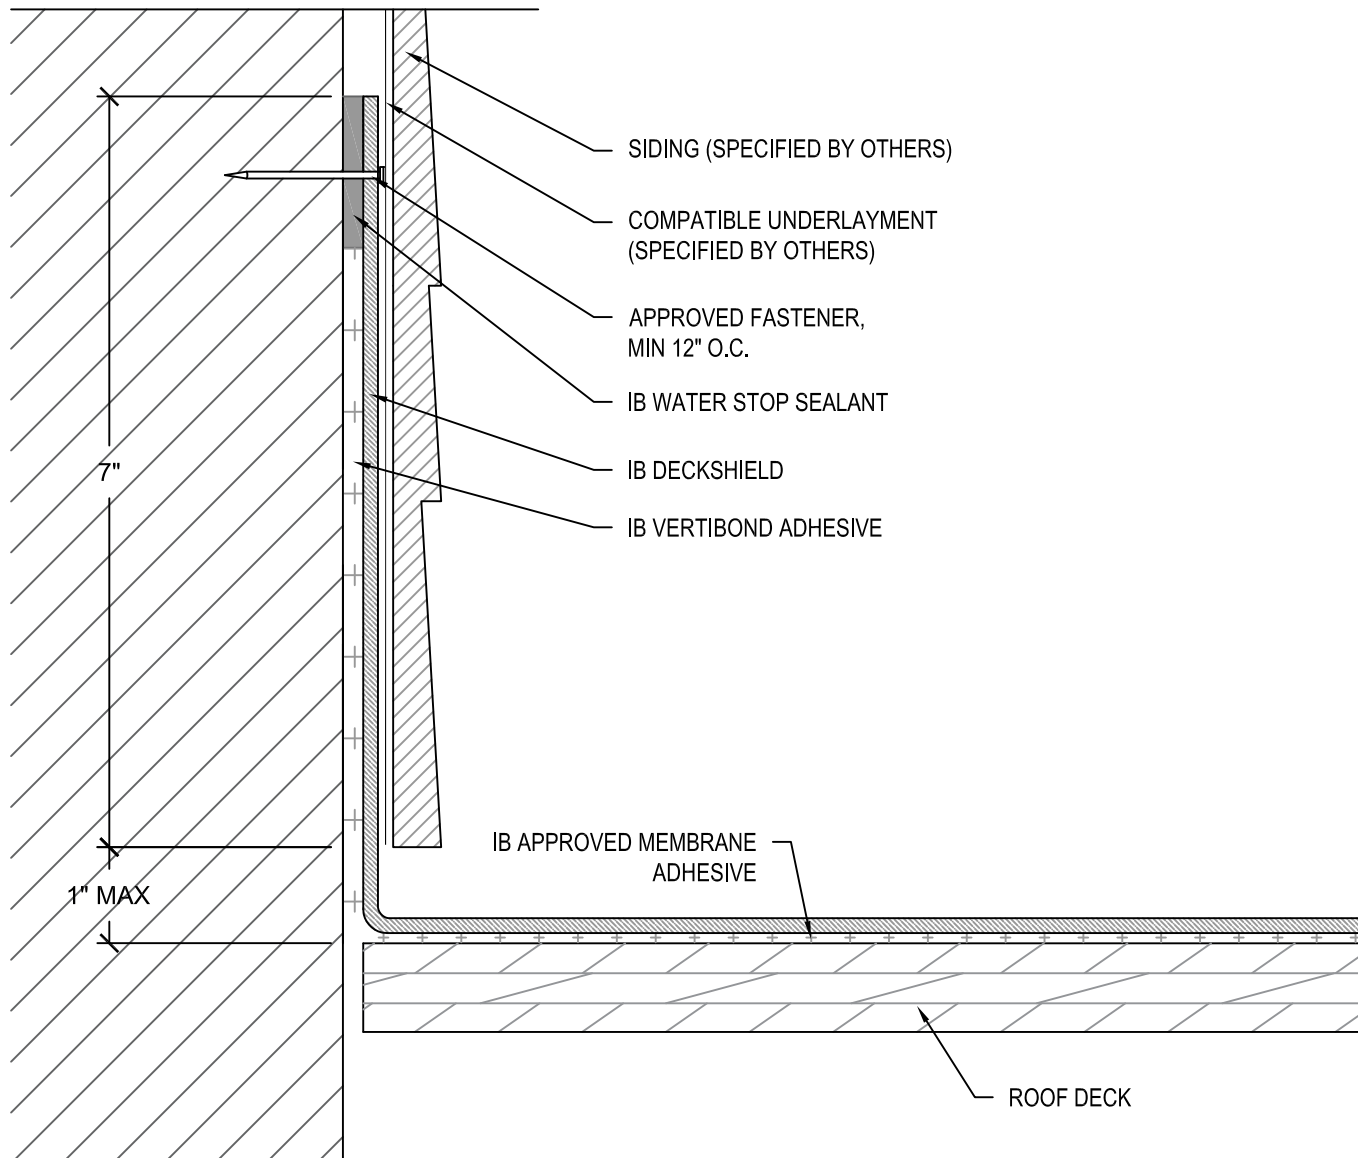 SIDING (SPECIFIED BY OTHERS)
COMPATIBLE UNDERLAYMENT
(SPECIFIED BY OTHERS)
APPROVED FASTENER,
MIN 12" O.C.
IB WATER STOP SEALANT
7"
IB DECKSHIELD
IB VERTIBOND ADHESIVE
IB APPROVED MEMBRANE
ADHESIVE
1" MAX
ROOF DECK